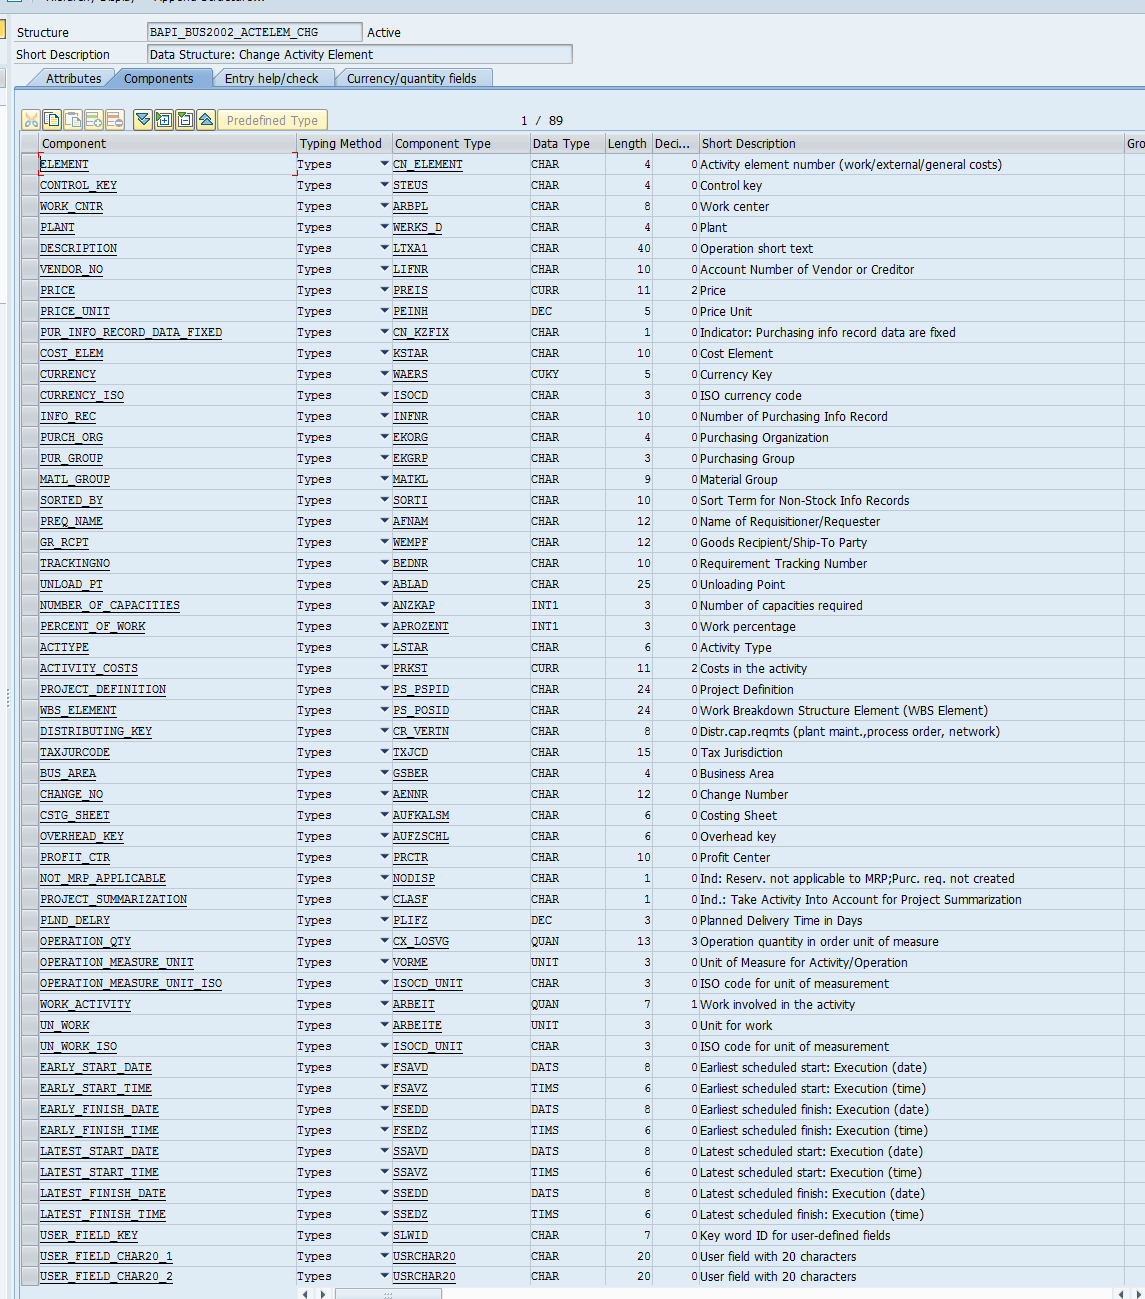 Structure BAPI_BUS2002_ACTELEM_CHG Active
Short Description Data Structure: Change Activity Element
Attributes Components Entry help/check Currency/quantity fields
Predefined Type 1 / 89
Component Typing Method Component Type Data Type Length Deci... Short Description Gro
ELEMENT Types CN_ELEMENT CHAR 4 0 Activity element number (work/external/general costs)
CONTROL_KEY Types STEUS CHAR 4 0 Control key
WORK_CNTR Types ARBPL CHAR 8 0 Work center
PLANT Types WERKS_D CHAR 4 0 Plant
DESCRIPTION Types LTXA1 CHAR 40 0 Operation short text
VENDOR_NO Types LIFNR CHAR 10 0 Account Number of Vendor or Creditor
PRICE Types PREIS CURR 11 2 Price
PRICE_UNIT Types PEINH DEC 5 0 Price Unit
PUR_INFO_RECORD_DATA_FIXED Types CN_KZFIX CHAR 1 0 Indicator: Purchasing info record data are fixed
COST_ELEM Types KSTAR CHAR 10 0 Cost Element
CURRENCY Types WAERS CUKY 5 0 Currency Key
CURRENCY_ISO Types ISOCD CHAR 3 0 ISO currency code
INFO_REC Types INFNR CHAR 10 0 Number of Purchasing Info Record
PURCH_ORG Types EKORG CHAR 4 0 Purchasing Organization
PUR_GROUP Types EKGRP CHAR 3 0 Purchasing Group
MATL_GROUP Types MATKL CHAR 9 0 Material Group
SORTED_BY Types SORTI CHAR 10 0 Sort Term for Non-Stock Info Records
PREQ_NAME Types AFNAM CHAR 12 0 Name of Requisitioner/Requester
GR_RCPT Types WEMPF CHAR 12 0 Goods Recipient/Ship-To Party
TRACKINGNO Types BEDNR CHAR 10 0 Requirement Tracking Number
UNLOAD_PT Types ABLAD CHAR 25 0 Unloading Point
NUMBER_OF_CAPACITIES Types ANZKAP INT1 3 0 Number of capacities required
PERCENT_OF_WORK Types APROZENT INT1 3 0 Work percentage
ACTTYPE Types LSTAR CHAR 6 0 Activity Type
ACTIVITY_COSTS Types PRKST CURR 11 2 Costs in the activity
PROJECT_DEFINITION Types PS_PSPID CHAR 24 0 Project Definition
WBS_ELEMENT Types PS_POSID CHAR 24 0 Work Breakdown Structure Element (WBS Element)
DISTRIBUTING_KEY Types CR_VERTN CHAR 8 0 Distr.cap.reqmts (plant maint.,process order, network)
TAXJURCODE Types TXJCD CHAR 15 0 Tax Jurisdiction
BUS_AREA Types GSBER CHAR 4 0 Business Area
CHANGE_NO Types AENNR CHAR 12 0 Change Number
CSTG_SHEET Types AUFKALSM CHAR 6 0 Costing Sheet
OVERHEAD_KEY Types AUFZSCHL CHAR 6 0 Overhead key
PROFIT_CTR Types PRCTR CHAR 10 0 Profit Center
NOT_MRP_APPLICABLE Types NODISP CHAR 1 0 Ind: Reserv. not applicable to MRP;Purc. req. not created
PROJECT_SUMMARIZATION Types CLASF CHAR 1 0 Ind.: Take Activity Into Account for Project Summarization
PLND_DELRY Types PLIFZ DEC 3 0 Planned Delivery Time in Days
OPERATION_QTY Types CX_LOSVG QUAN 13 3 Operation quantity in order unit of measure
OPERATION_MEASURE_UNIT Types VORME UNIT 3 0 Unit of Measure for Activity/Operation
OPERATION_MEASURE_UNIT_ISO Types ISOCD_UNIT CHAR 3 0 ISO code for unit of measurement
WORK_ACTIVITY Types ARBEIT QUAN 7 1 Work involved in the activity
UN_WORK Types ARBEITE UNIT 3 0 Unit for work
UN_WORK_ISO Types ISOCD_UNIT CHAR 3 0 ISO code for unit of measurement
EARLY_START_DATE Types FSAVD DATS 8 0 Earliest scheduled start: Execution (date)
EARLY_START_TIME Types FSAVZ TIMS 6 0 Earliest scheduled start: Execution (time)
EARLY_FINISH_DATE Types FSEDD DATS 8 0 Earliest scheduled finish: Execution (date)
EARLY_FINISH_TIME Types FSEDZ TIMS 6 0 Earliest scheduled finish: Execution (time)
LATEST_START_DATE Types SSAVD DATS 8 0 Latest scheduled start: Execution (date)
LATEST_START_TIME Types SSAVZ TIMS 6 0 Latest scheduled start: Execution (time)
LATEST_FINISH_DATE Types SSEDD DATS 8 0 Latest scheduled finish: Execution (date)
LATEST_FINISH_TIME Types SSEDZ TIMS 6 0 Latest scheduled finish: Execution (time)
USER_FIELD_KEY Types SLWID CHAR 7 0 Key word ID for user-defined fields
USER_FIELD_CHAR20_1 Types USRCHAR20 CHAR 20 0 User field with 20 characters
USER_FIELD_CHAR20_2 Types USRCHAR20 CHAR 20 0 User field with 20 characters